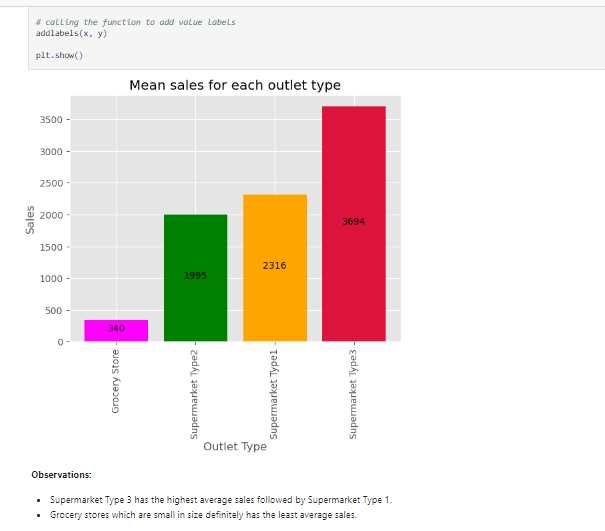 # calling the function to add value labels
addlabels(x, y)
plt.show()
Mean sales for each outlet type
3500
3000
2500
2000
1500
1000
500
0
Sales
340
1995
2316
3694
Grocery Store
Supermarket Type2
Supermarket Type1
Supermarket Type3
Outlet Type
Observations:
• Supermarket Type 3 has the highest average sales followed by Supermarket Type 1.
• Grocery stores which are small in size definitely has the least average sales.